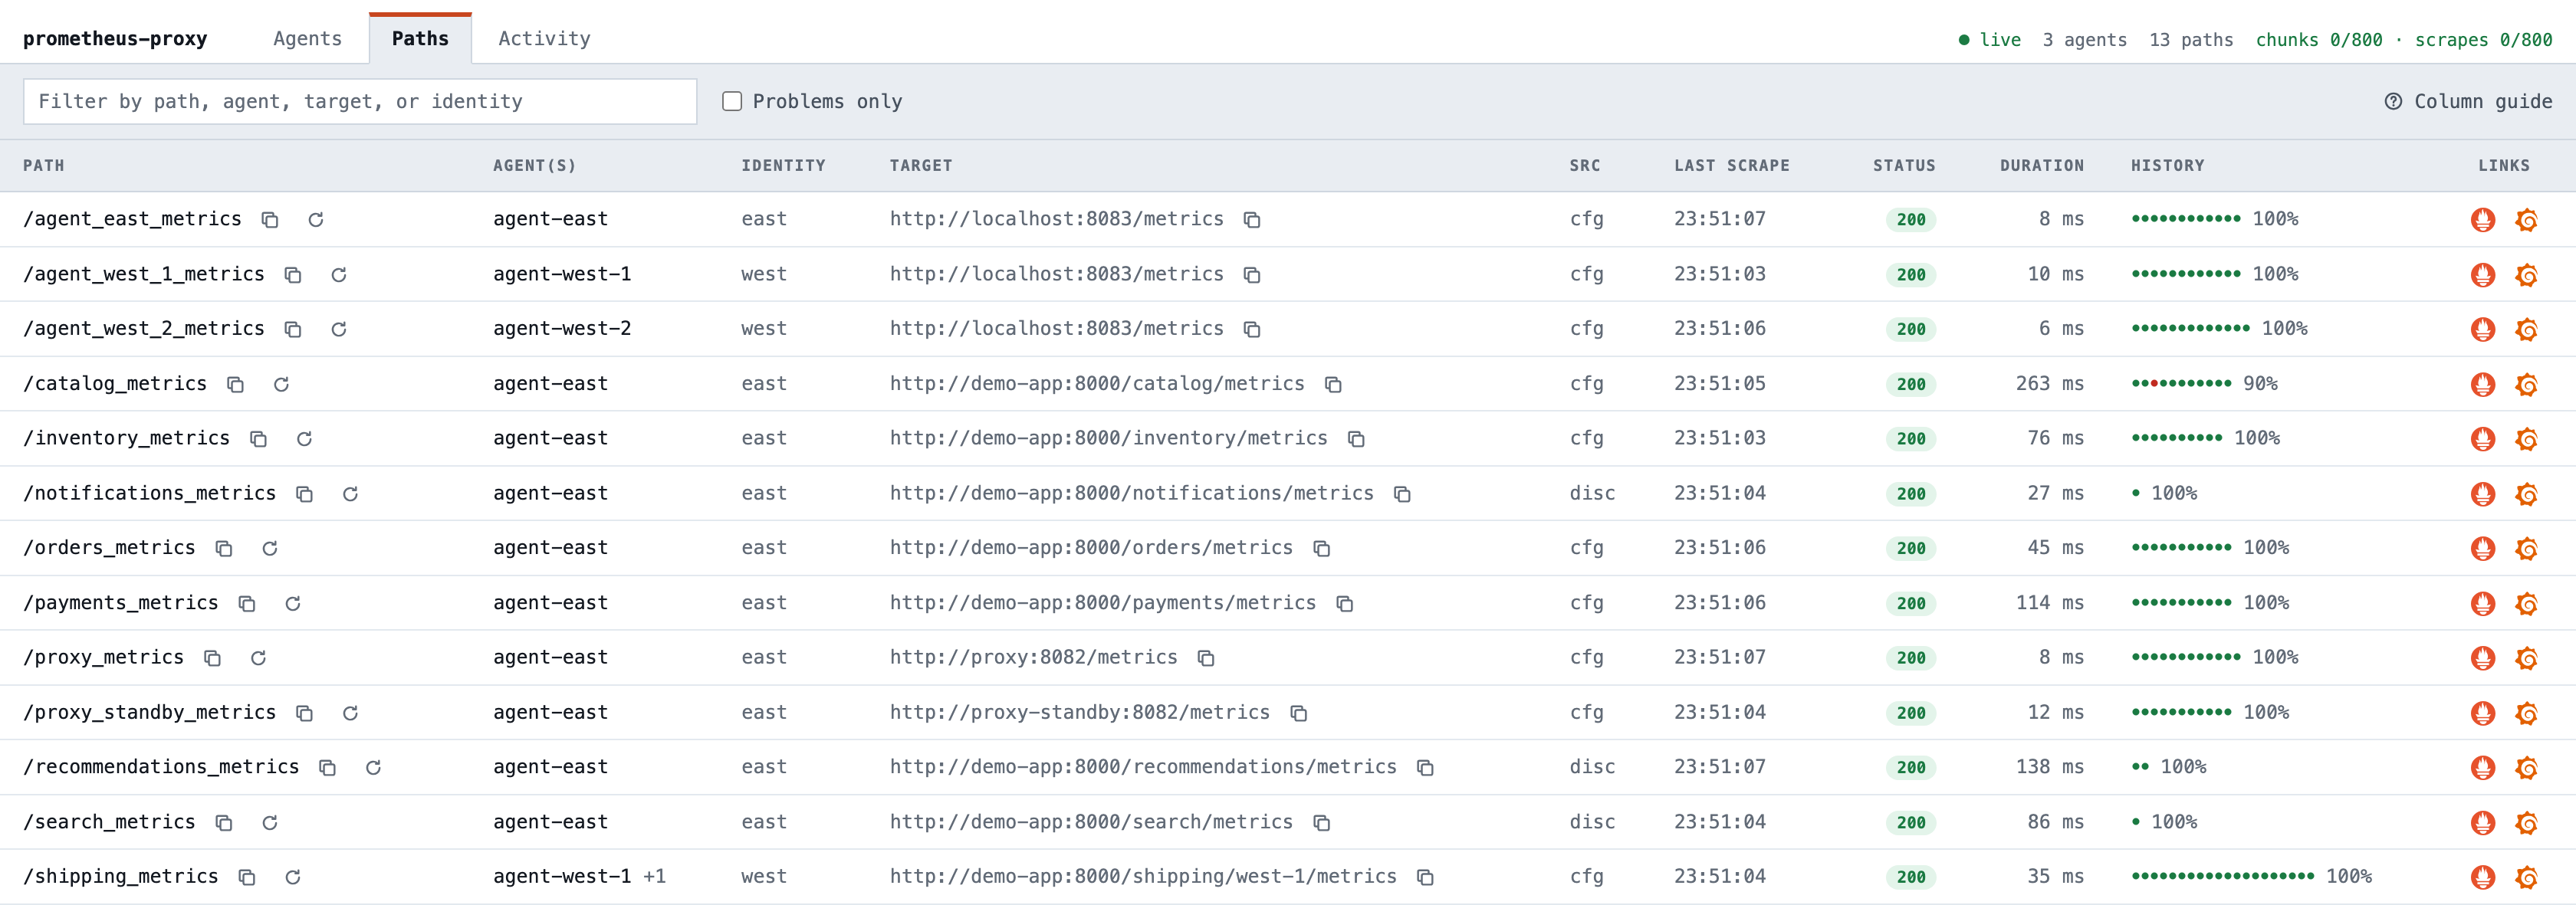 prometheus-proxy Agents Paths Activity live 3 agents 13 paths chunks 0/800 · scrapes 0/800
Filter by path, agent, target, or identity Problems only Column guide
PATH AGENT(S) IDENTITY TARGET SRC LAST SCRAPE STATUS DURATION HISTORY LINKS
/agent_east_metrics agent-east east http://localhost:8083/metrics cfg 23:51:07 200 8 ms 100%
/agent_west_1_metrics agent-west-1 west http://localhost:8083/metrics cfg 23:51:03 200 10 ms 100%
/agent_west_2_metrics agent-west-2 west http://localhost:8083/metrics cfg 23:51:06 200 6 ms 100%
/catalog_metrics agent-east east http://demo-app:8000/catalog/metrics cfg 23:51:05 200 263 ms 90%
/inventory_metrics agent-east east http://demo-app:8000/inventory/metrics cfg 23:51:03 200 76 ms 100%
/notifications_metrics agent-east east http://demo-app:8000/notifications/metrics disc 23:51:04 200 27 ms 100%
/orders_metrics agent-east east http://demo-app:8000/orders/metrics cfg 23:51:06 200 45 ms 100%
/payments_metrics agent-east east http://demo-app:8000/payments/metrics cfg 23:51:06 200 114 ms 100%
/proxy_metrics agent-east east http://proxy:8082/metrics cfg 23:51:07 200 8 ms 100%
/proxy_standby_metrics agent-east east http://proxy-standby:8082/metrics cfg 23:51:04 200 12 ms 100%
/recommendations_metrics agent-east east http://demo-app:8000/recommendations/metrics disc 23:51:07 200 138 ms 100%
/search_metrics agent-east east http://demo-app:8000/search/metrics disc 23:51:04 200 86 ms 100%
/shipping_metrics agent-west-1 +1 west http://demo-app:8000/shipping/west-1/metrics cfg 23:51:04 200 35 ms 100%